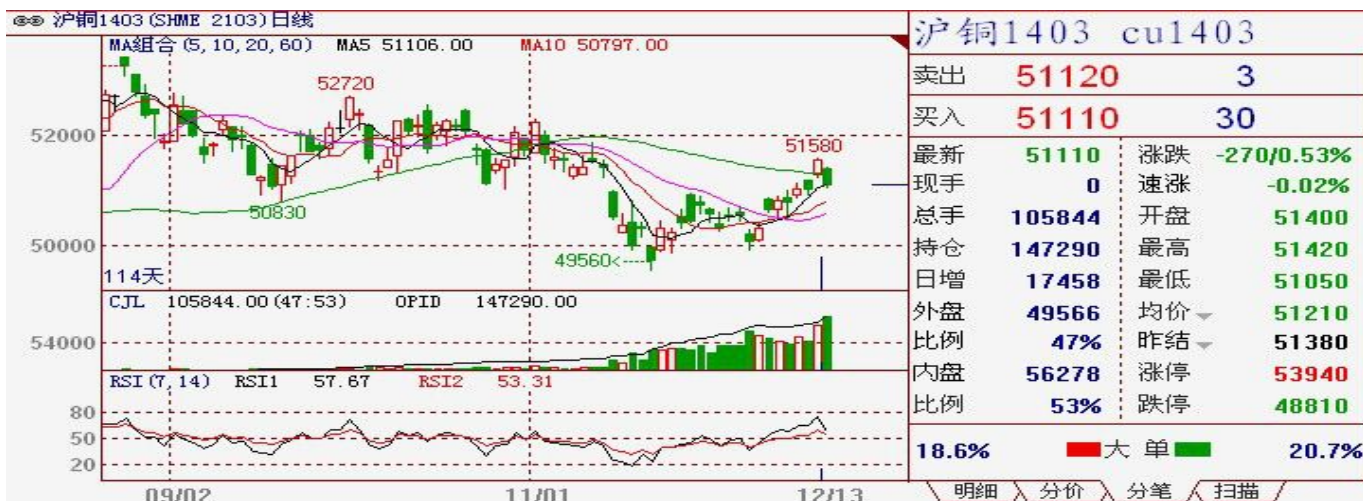 沪铜1403(SHME 2103)日线
MA组合(5,10,20,60) MA5 51106.00 MA10 50797.00
52720
52000
51580
50830
50000
49560<----
114天
CJL 105844.00(47:53) OPID 147290.00
54000
RSI(7,14) RSI1 57.67 RSI2 53.31
80
50
20
09/02 11/01 12/13
沪铜1403 cu1403
卖出 51120 3
买入 51110 30
最新 51110 涨跌 -270/0.53%
现手 0 速涨 -0.02%
总手 105844 开盘 51400
持仓 147290 最高 51420
日增 17458 最低 51050
外盘 49566 均价 51210
比例 47% 昨结 51380
内盘 56278 涨停 53940
比例 53% 跌停 48810
18.6% 大单 20.7%
明细 分价 分笔 扫描